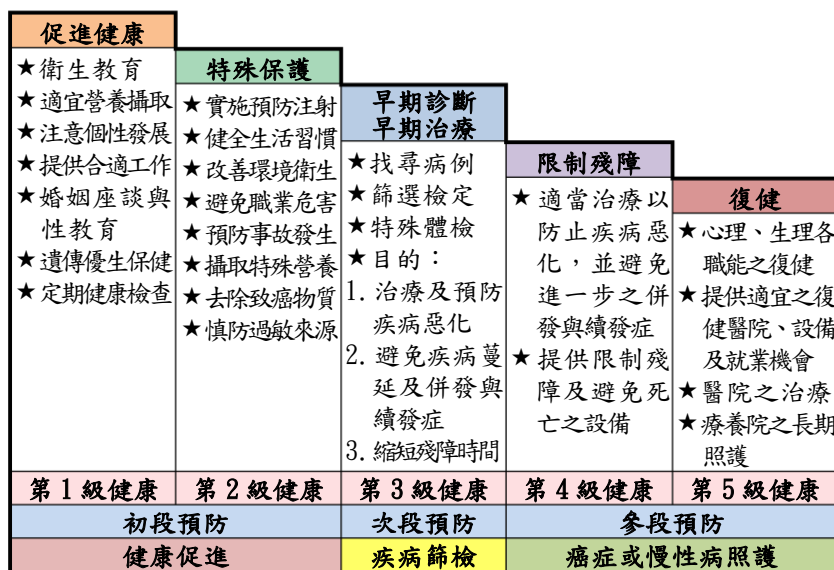 促進健康
★衛生教育
★適宜營養攝取
★注意個性發展
★提供合適工作
★婚姻座談與
性教育
★遺傳優生保健
★定期健康檢查
特殊保護
★實施預防注射
★健全生活習慣
★改善環境衛生
★避免職業危害
★預防事故發生
★攝取特殊營養
★去除致癌物質
★慎防過敏來源
早期診斷
早期治療
★找尋病例
★篩選檢定
★特殊體檢
★目的：
1. 治療及預防
疾病惡化
2. 避免疾病蔓
延及併發與
續發症
3. 縮短殘障時間
限制殘障
★適當治療以
防止疾病惡
化，並避免
進一步之併
發與續發症
★提供限制殘
障及避免死
亡之設備
復健
★心理、生理各
職能之復健
★提供適宜之復
健醫院、設備
及就業機會
★醫院之治療
★療養院之長期
照護
第1級健康 第2級健康 第3級健康 第4級健康 第5級健康
初段預防 次段預防 參段預防
健康促進 疾病篩檢 癌症或慢性病照護